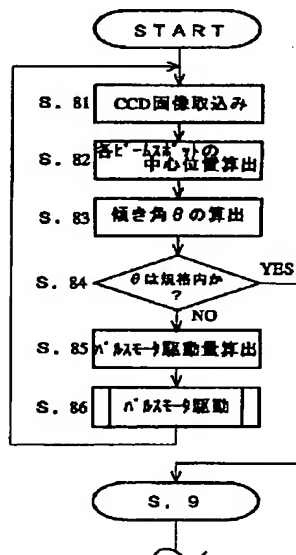 START
S. 81 CCD画像取込み
S. 82 各ビームスポットの
中心位置算出
S. 83 傾き角θの算出
S. 84 θは規格内か YES
?
NO
S. 85 パルスモータ駆動量算出
S. 86 パルスモータ駆動
S. 9